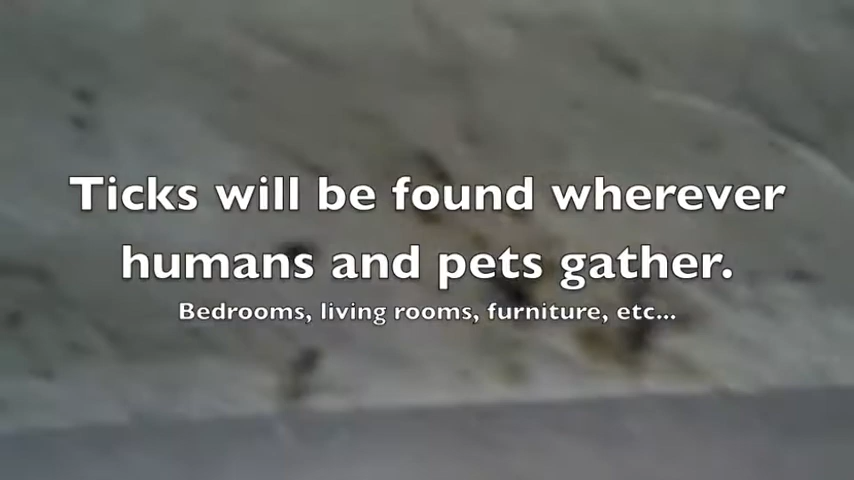 Ticks will be found wherever
humans and pets gather.
Bedrooms, living rooms, furniture, etc...